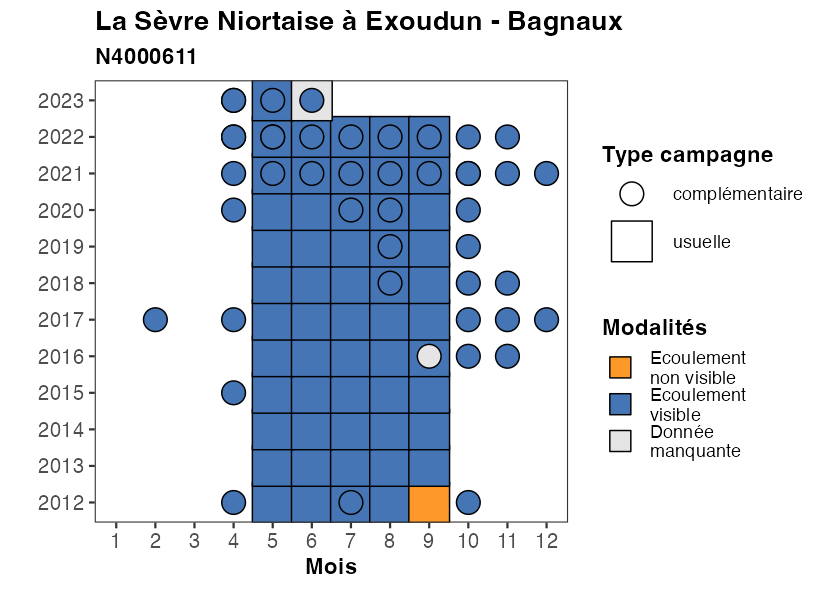 La Sèvre Niortaise à Exoudun - Bagnaux
N4000611
2023
2022
2021
2020
2019
2018
2017
2016
2015
2014
2013
2012
1 2 3 4 5 6 7 8 9 10 11 12
Mois
Type campagne
complémentaire
usuelle
Modalités
Ecoulement
non visible
Ecoulement
visible
Donnée
manquante